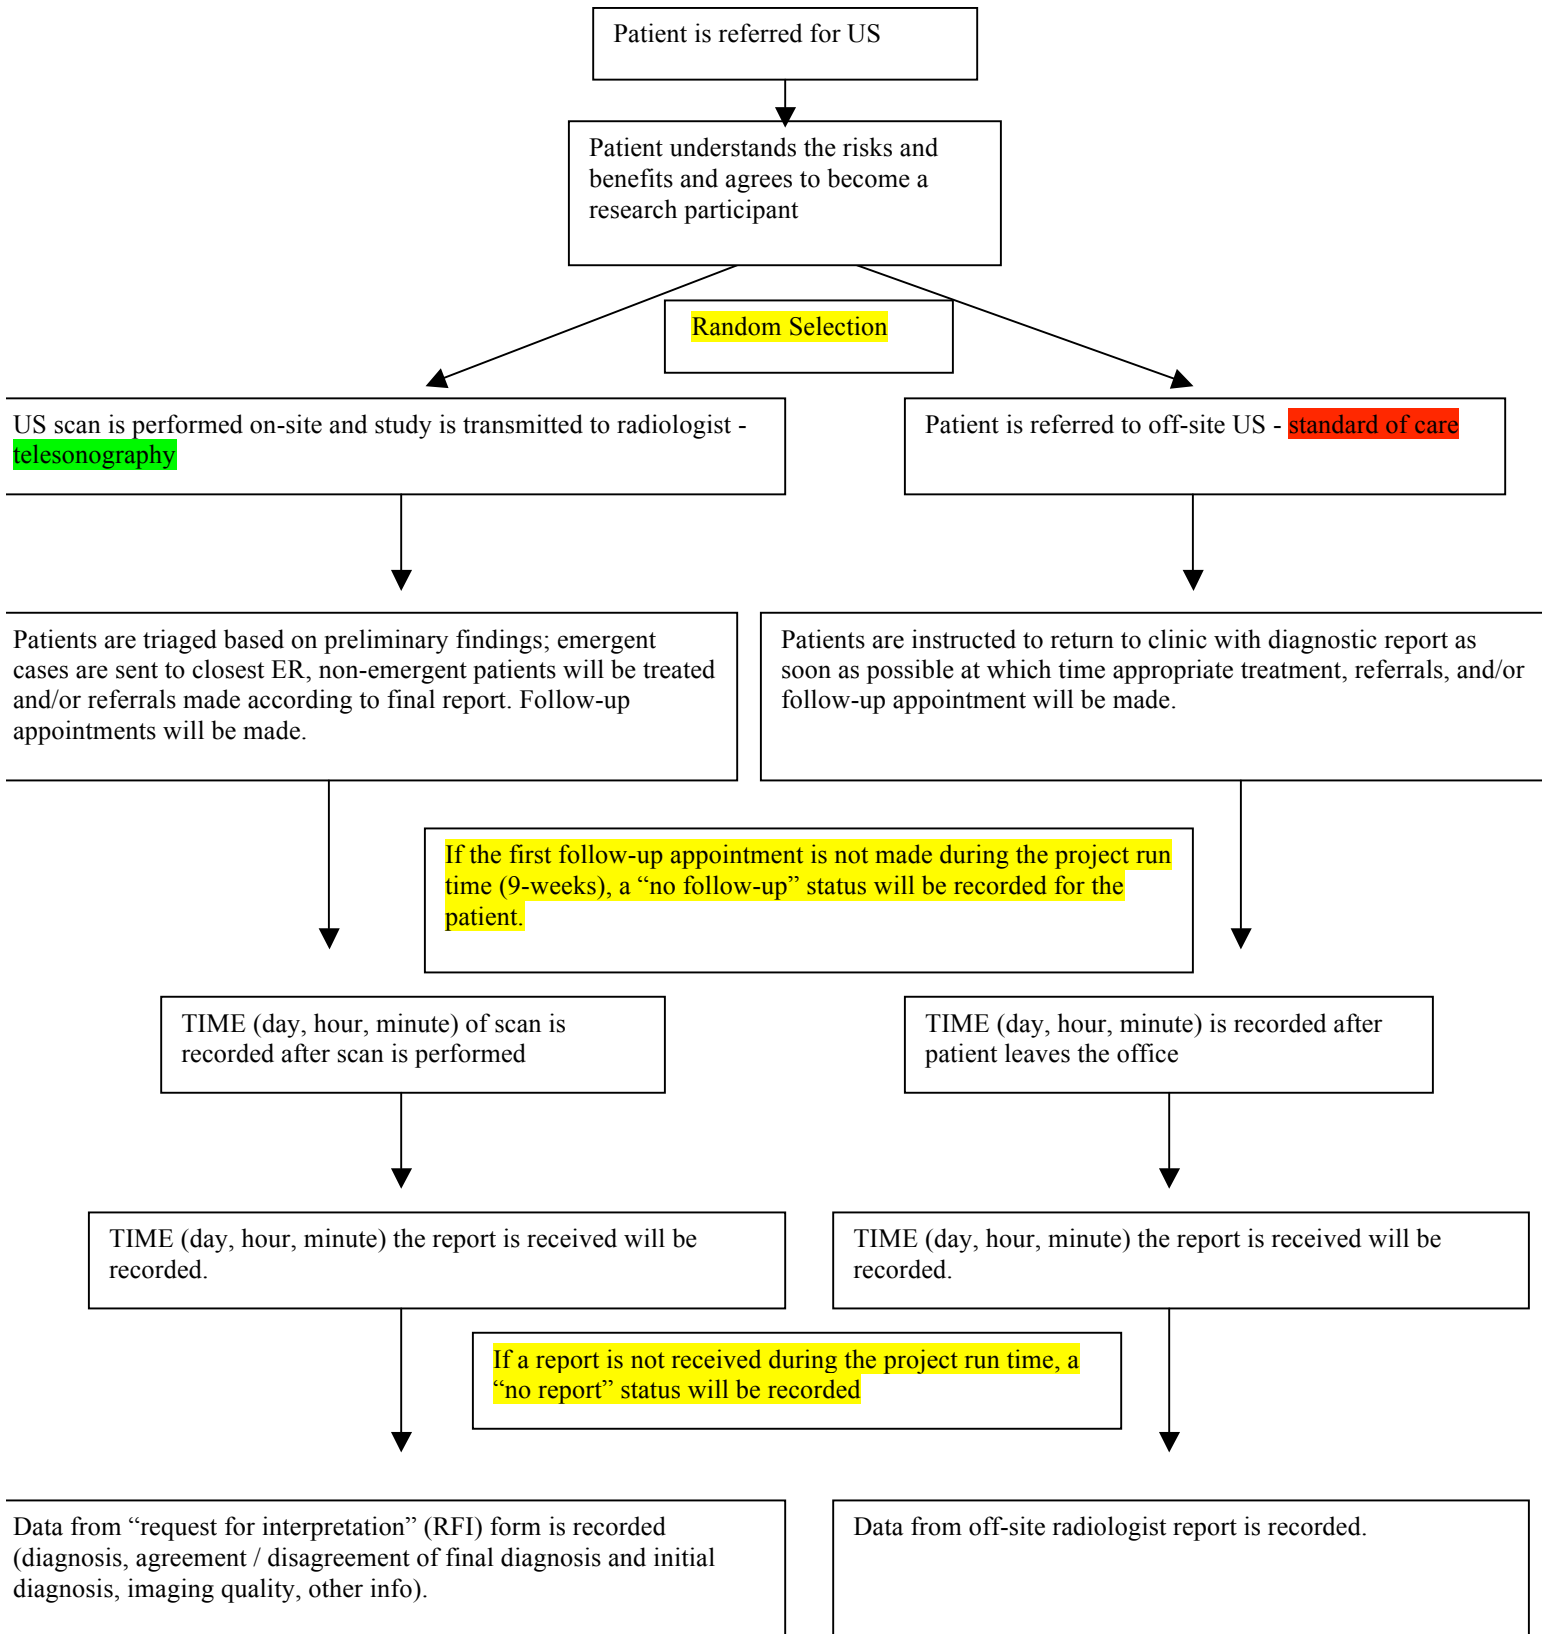 Patient is referred for US
Patient understands the risks and
benefits and agrees to become a
research participant
Random Selection
US scan is performed on-site and study is transmitted to radiologist -
telesonography
Patient is referred to off-site US - standard of care
Patients are triaged based on preliminary findings; emergent
cases are sent to closest ER, non-emergent patients will be treated
and/or referrals made according to final report. Follow-up
appointments will be made.
Patients are instructed to return to clinic with diagnostic report as
soon as possible at which time appropriate treatment, referrals, and/or
follow-up appointment will be made.
If the first follow-up appointment is not made during the project run
time (9-weeks), a “no follow-up” status will be recorded for the
patient.
TIME (day, hour, minute) of scan is
recorded after scan is performed
TIME (day, hour, minute) is recorded after
patient leaves the office
TIME (day, hour, minute) the report is received will be
recorded.
TIME (day, hour, minute) the report is received will be
recorded.
If a report is not received during the project run time, a
“no report” status will be recorded
Data from “request for interpretation” (RFI) form is recorded
(diagnosis, agreement / disagreement of final diagnosis and initial
diagnosis, imaging quality, other info).
Data from off-site radiologist report is recorded.